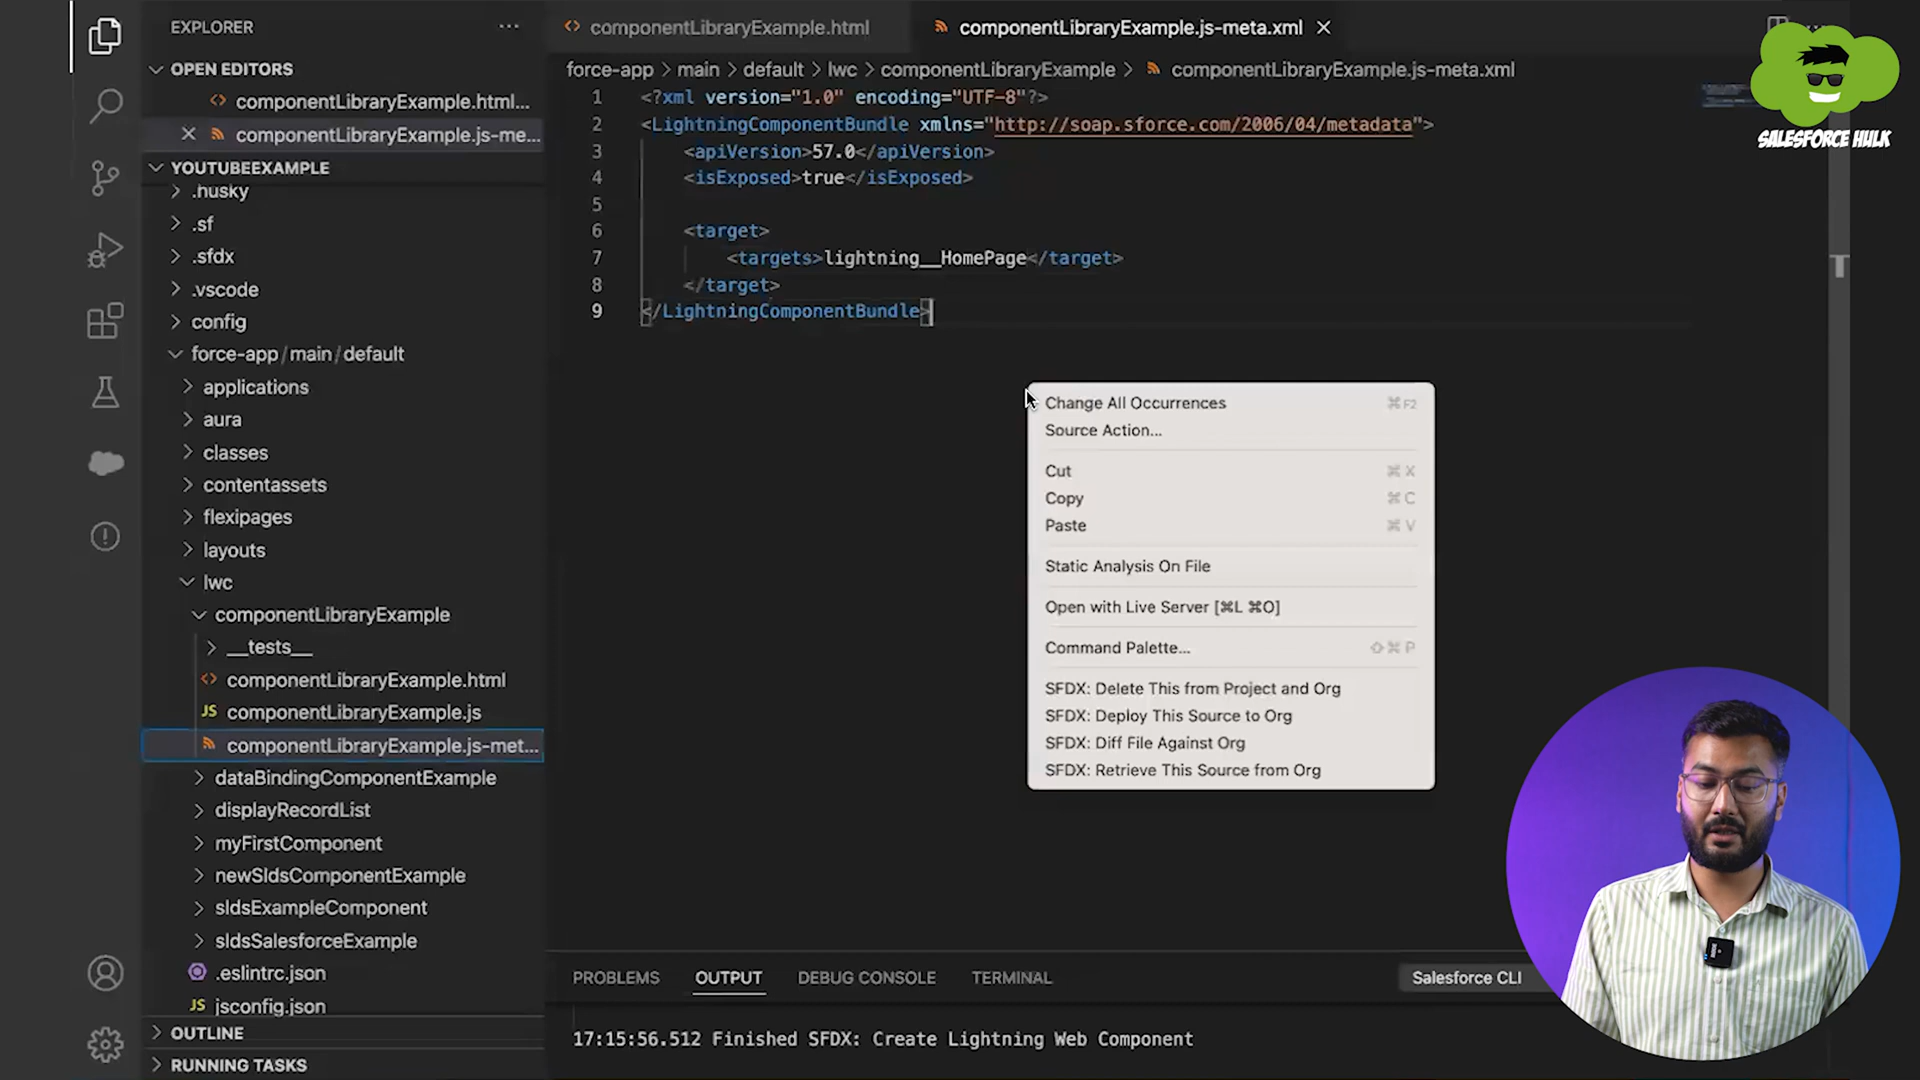 EXPLORER
OPEN EDITORS
componentLibraryExample.html...
componentLibraryExample.js-me...
YOUTUBEEXAMPLE
.husky
.sf
.sfdx
.vscode
config
force-app / main / default
applications
aura
classes
contentassets
flexipages
layouts
lwc
componentLibraryExample
__tests__
componentLibraryExample.html
JS componentLibraryExample.js
componentLibraryExample.js-met...
dataBindingComponentExample
displayRecordList
myFirstComponent
newSldsComponentExample
sldsExampleComponent
sldsSalesforceExample
.eslintrc.json
JS jsconfig.json
OUTLINE
RUNNING TASKS
componentLibraryExample.html
componentLibraryExample.js-meta.xml
force-app > main > default > lwc > componentLibraryExample > componentLibraryExample.js-meta.xml
1 <?xml version="1.0" encoding="UTF-8"?>
2 <LightningComponentBundle xmlns="http://soap.sforce.com/2006/04/metadata">
3 <apiVersion>57.0</apiVersion>
4 <isExposed>true</isExposed>
5
6 <target>
7 <targets>lightning__HomePage</target>
8 </target>
9 </LightningComponentBundle>
Change All Occurrences ⌘F2
Source Action...
Cut ⌘ X
Copy ⌘ C
Paste ⌘ V
Static Analysis On File
Open with Live Server [⌘L ⌘O]
Command Palette... ⇧⌘ P
SFDX: Delete This from Project and Org
SFDX: Deploy This Source to Org
SFDX: Diff File Against Org
SFDX: Retrieve This Source from Org
PROBLEMS OUTPUT DEBUG CONSOLE TERMINAL
Salesforce CLI
17:15:56.512 Finished SFDX: Create Lightning Web Component
SALESFORCE HULK